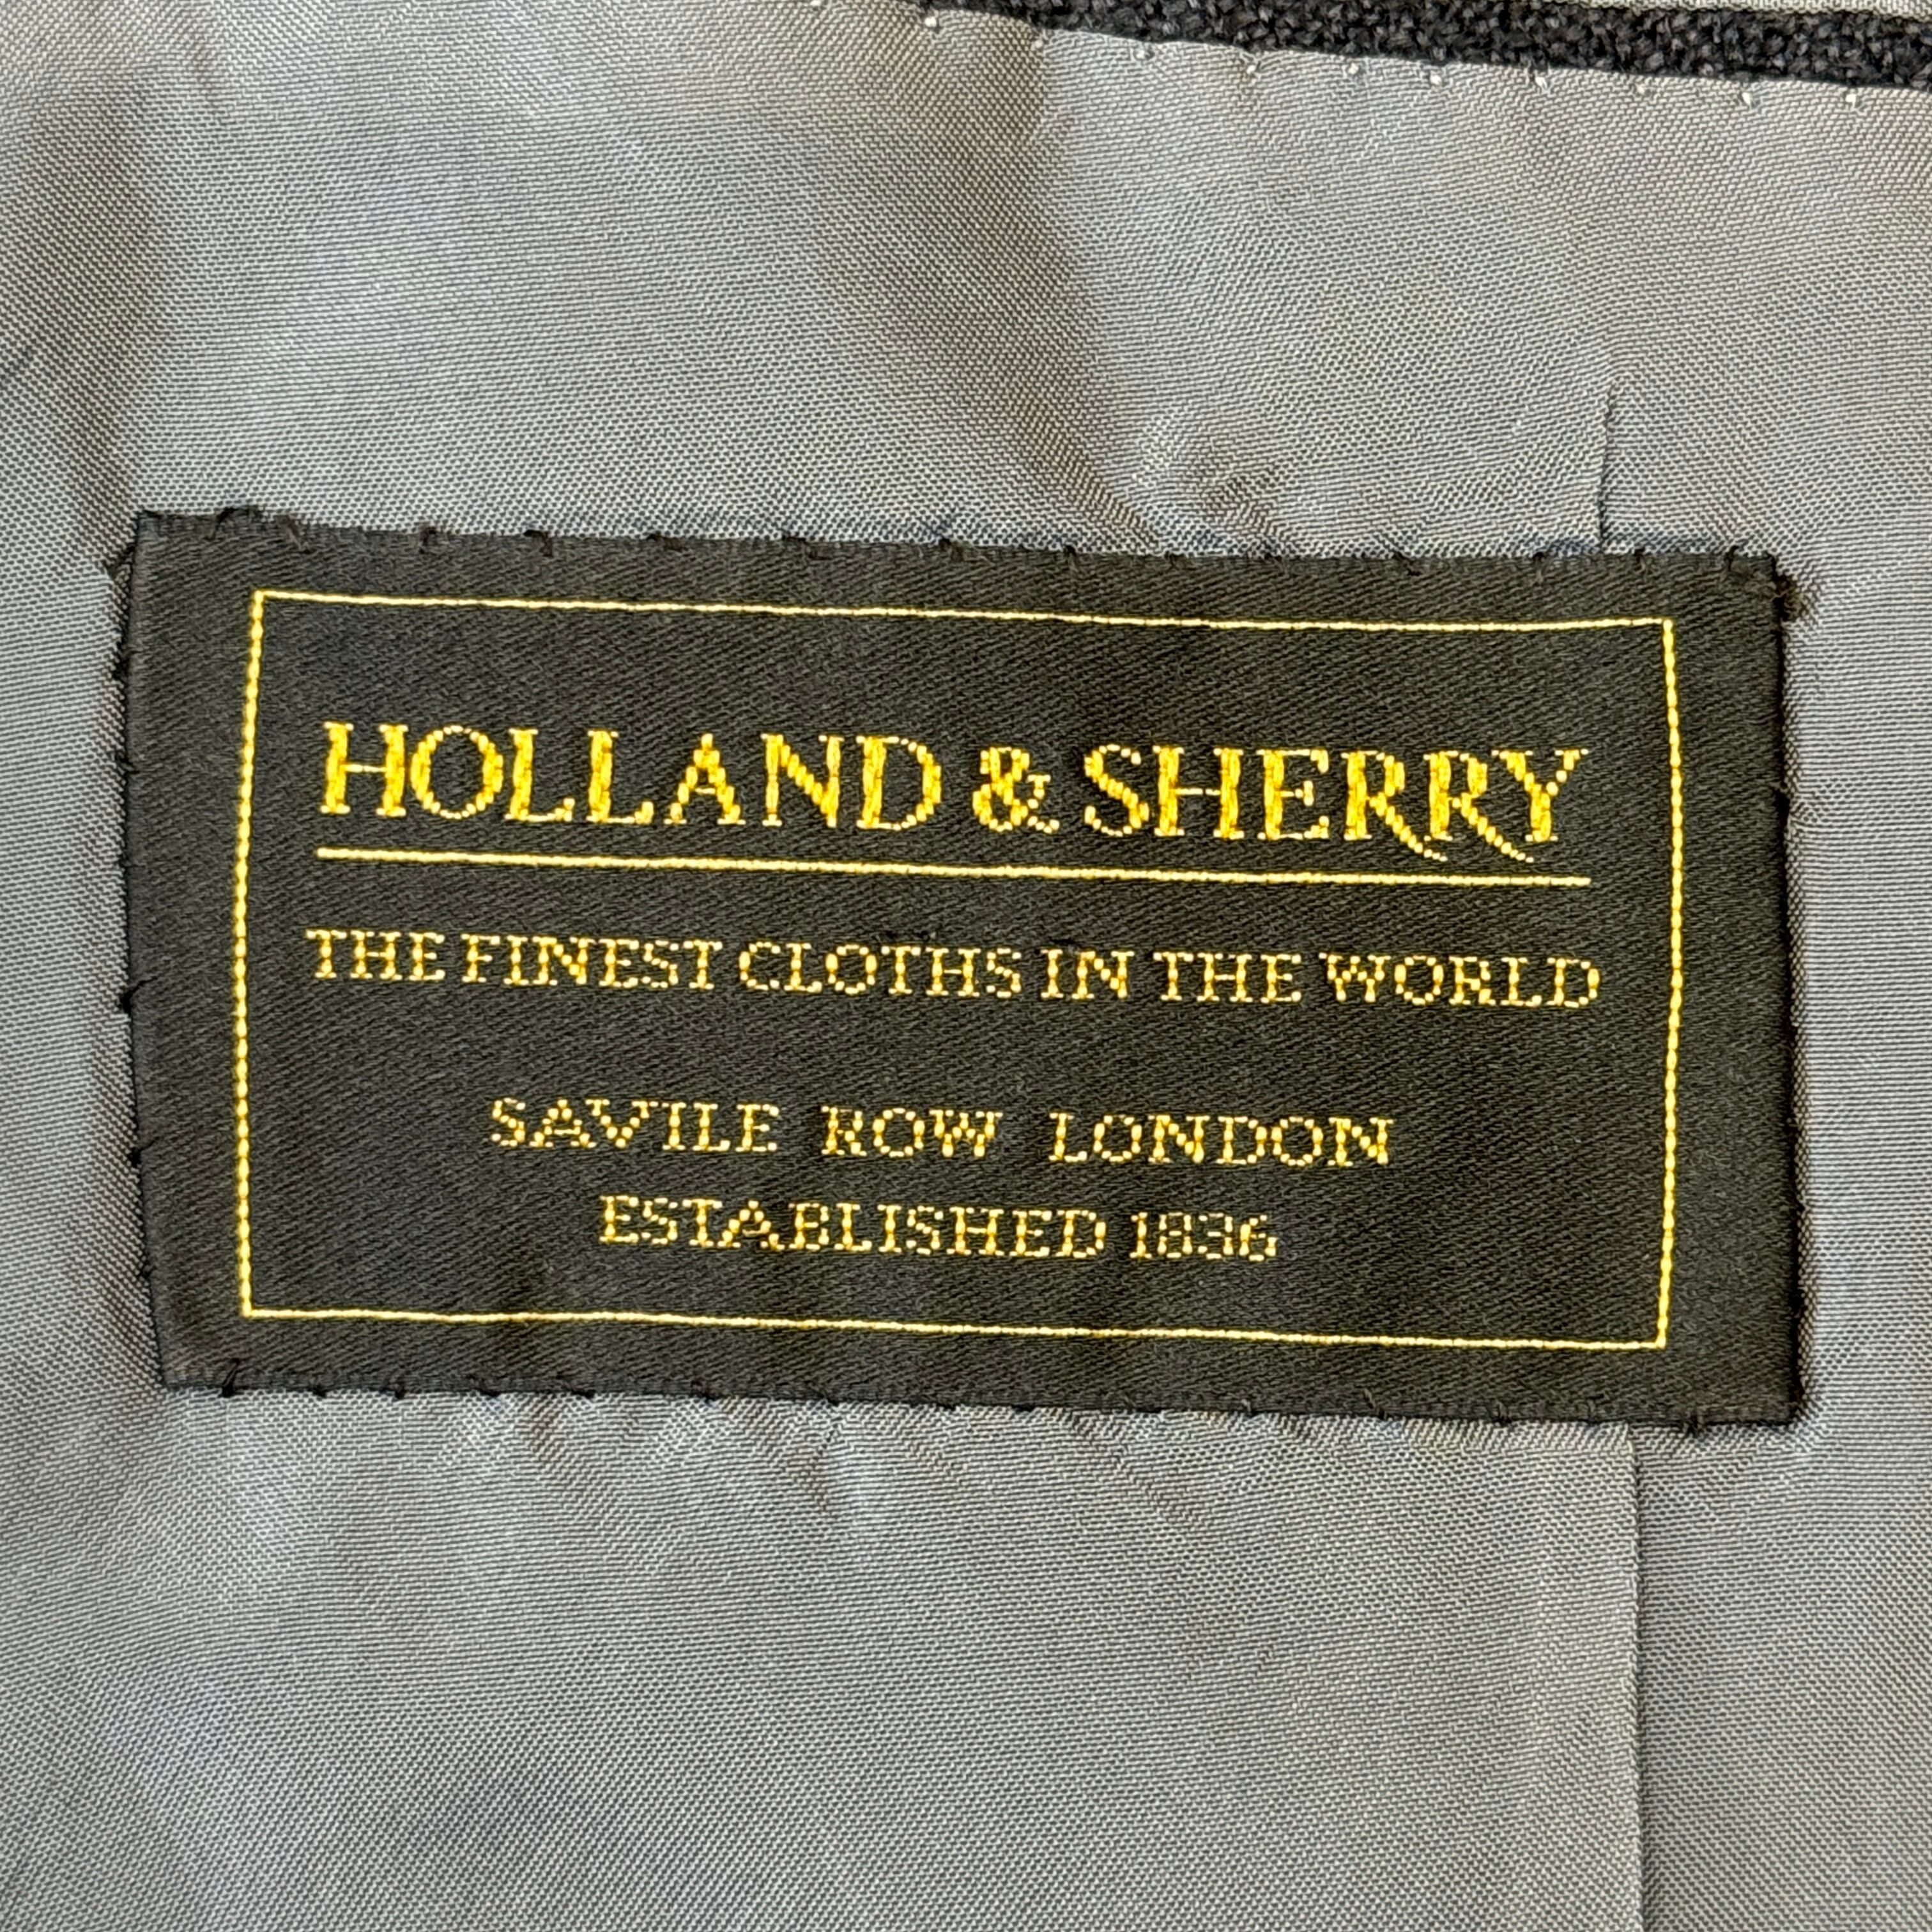 HOLLAND & SHERRY
THE FINEST CLOTHS IN THE WORLD
SAVILE ROW LONDON
ESTABLISHED 1836